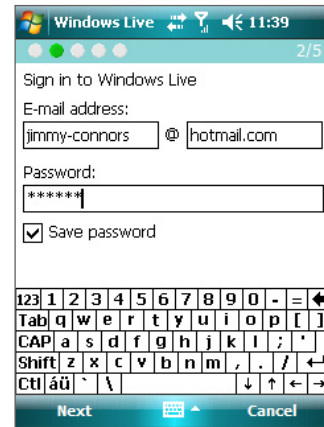 Windows Live 11:39
2/5
Sign in to Windows Live
E-mail address:
jimmy-connors @ hotmail.com
Password:
******
Save password
123 1 2 3 4 5 6 7 8 9 0 - =
Tab q w e r t y u i o p [ ]
CAP a s d f g h j k l ; '
Shift z x c v b n m , . /
Ctl áü ` \
Next Cancel